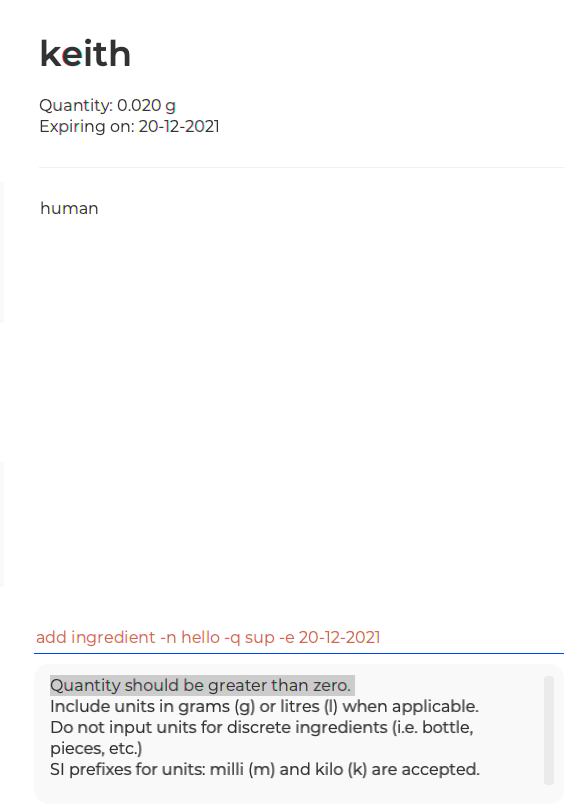 keith
Quantity: 0.020 g
Expiring on: 20-12-2021
human
add ingredient -n hello -q sup -e 20-12-2021
Quantity should be greater than zero.
Include units in grams (g) or litres (l) when applicable.
Do not input units for discrete ingredients (i.e. bottle,
pieces, etc.)
SI prefixes for units: milli (m) and kilo (k) are accepted.